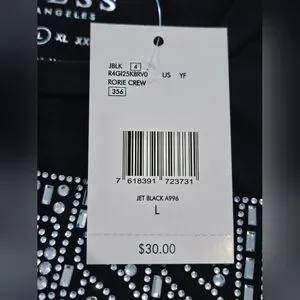 ESS
ANGELES
L XL XX
JBLK 4
R4GI25K8RV0 US YF
RORIE CREW
356
7 618391 723731
JET BLACK A996
L
$30.00